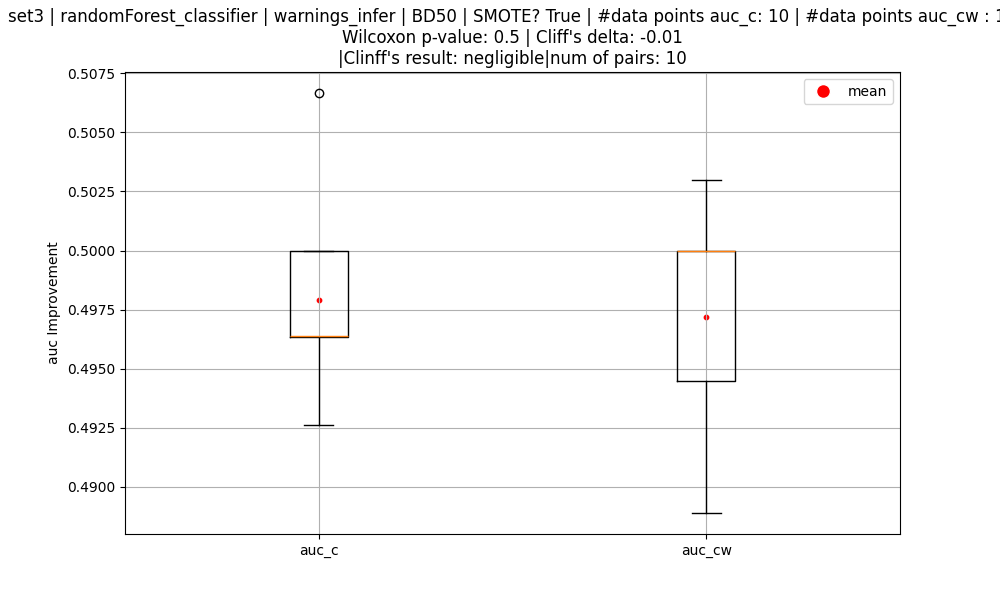 set3 | randomForest_classifier | warnings_infer | BD50 | SMOTE? True | #data points auc_c: 10 | #data points auc_cw : 1
Wilcoxon p-value: 0.5 | Cliff's delta: -0.01
|Clinff's result: negligible|num of pairs: 10
mean
0.5075
0.5050
0.5025
0.5000
0.4975
0.4950
0.4925
0.4900
auc Improvement
auc_c
auc_cw